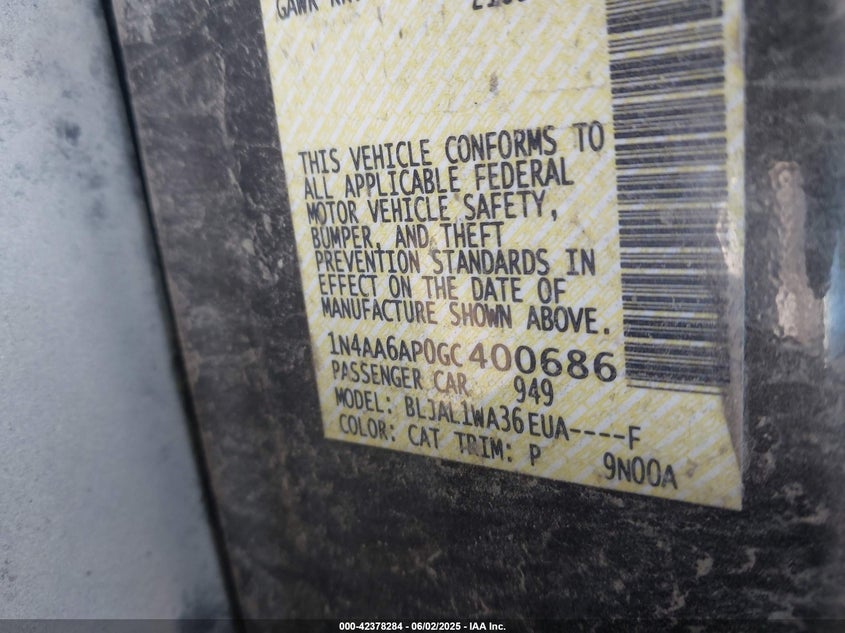 GAWR
THIS VEHICLE CONFORMS TO
ALL APPLICABLE FEDERAL
MOTOR VEHICLE SAFETY,
BUMPER, AND THEFT
PREVENTION STANDARDS IN
EFFECT ON THE DATE OF
MANUFACTURE SHOWN ABOVE.
1N4AA6AP0GC400686
PASSENGER CAR 949
MODEL: BLJAL1WA36EUA----F
COLOR: CAT TRIM: P 9N00A
000-42378284 - 06/02/2025 - IAA Inc.